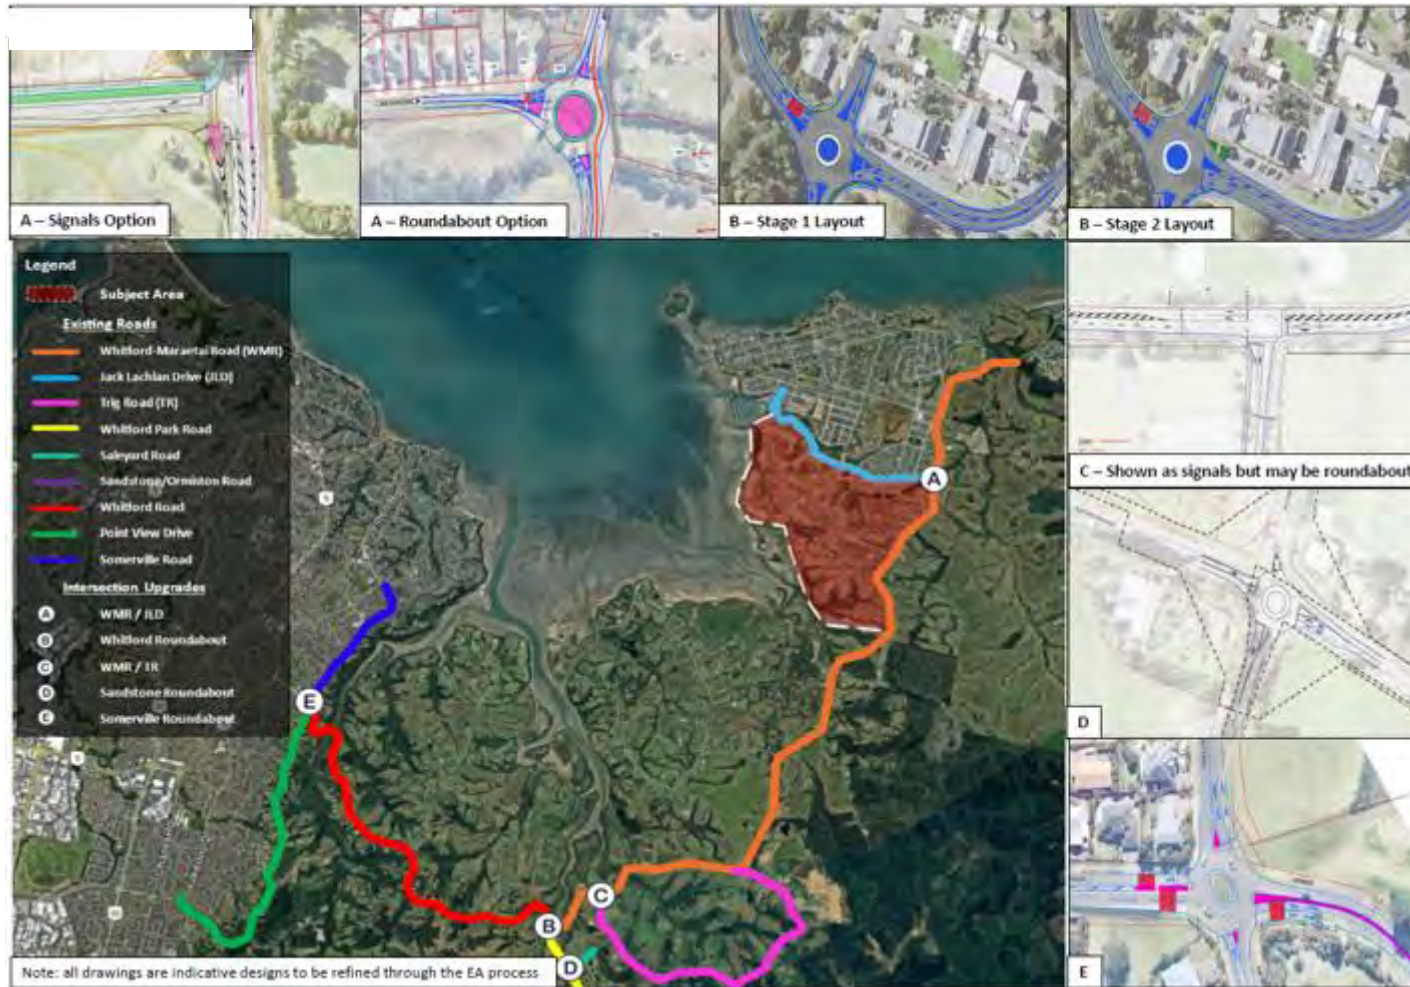 A – Signals Option
A – Roundabout Option
B – Stage 1 Layout
B – Stage 2 Layout
Legend
Subject Area
Existing Roads
Whitford-Maraetai Road (WMR)
Jack Lachlan Drive (JLD)
Trig Road (TR)
Whitford Park Road
Saleyard Road
Sandstone/Ormiston Road
Whitford Road
Point View Drive
Somerville Road
Intersection Upgrades
A WMR / JLD
B Whitford Roundabout
C WMR / TR
D Sandstone Roundabout
E Somerville Roundabout
A
E
C
B
D
Note: all drawings are indicative designs to be refined through the EA process
C – Shown as signals but may be roundabout
D
E